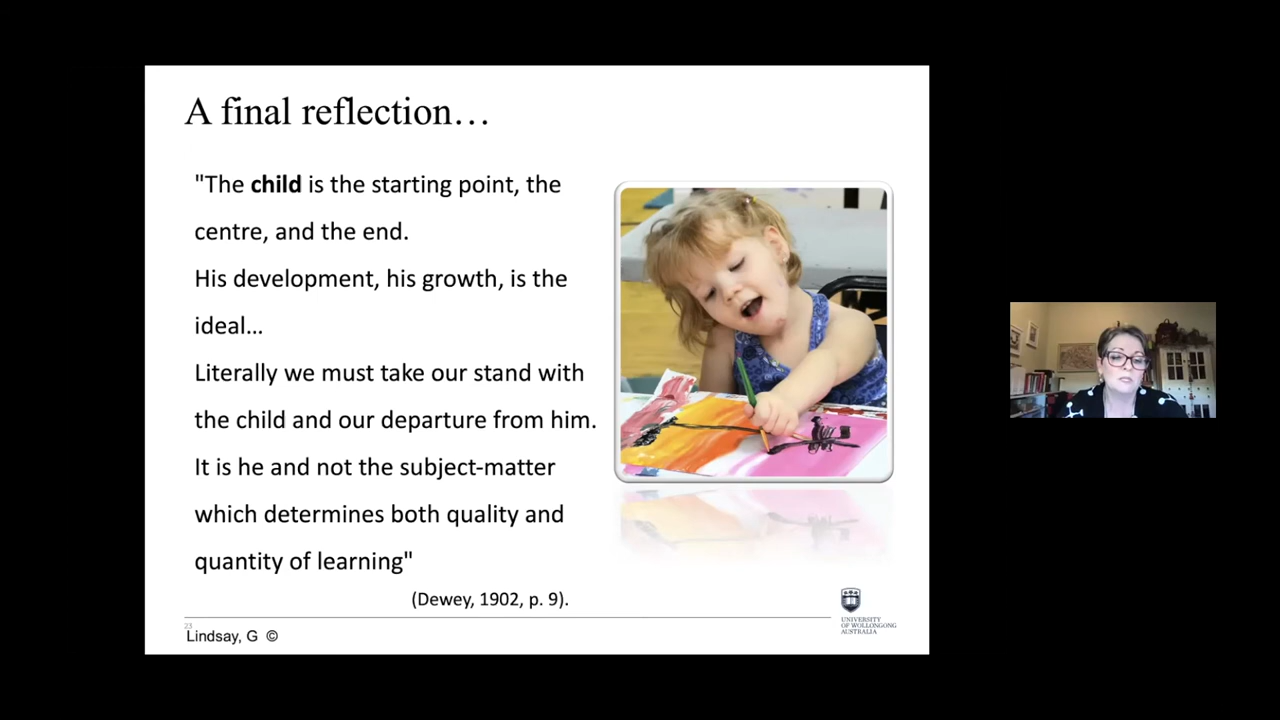 A final reflection…
"The child is the starting point, the
centre, and the end.
His development, his growth, is the
ideal…
Literally we must take our stand with
the child and our departure from him.
It is he and not the subject-matter
which determines both quality and
quantity of learning"
(Dewey, 1902, p. 9).
23
Lindsay, G ©
UNIVERSITY
OF WOLLONGONG
AUSTRALIA